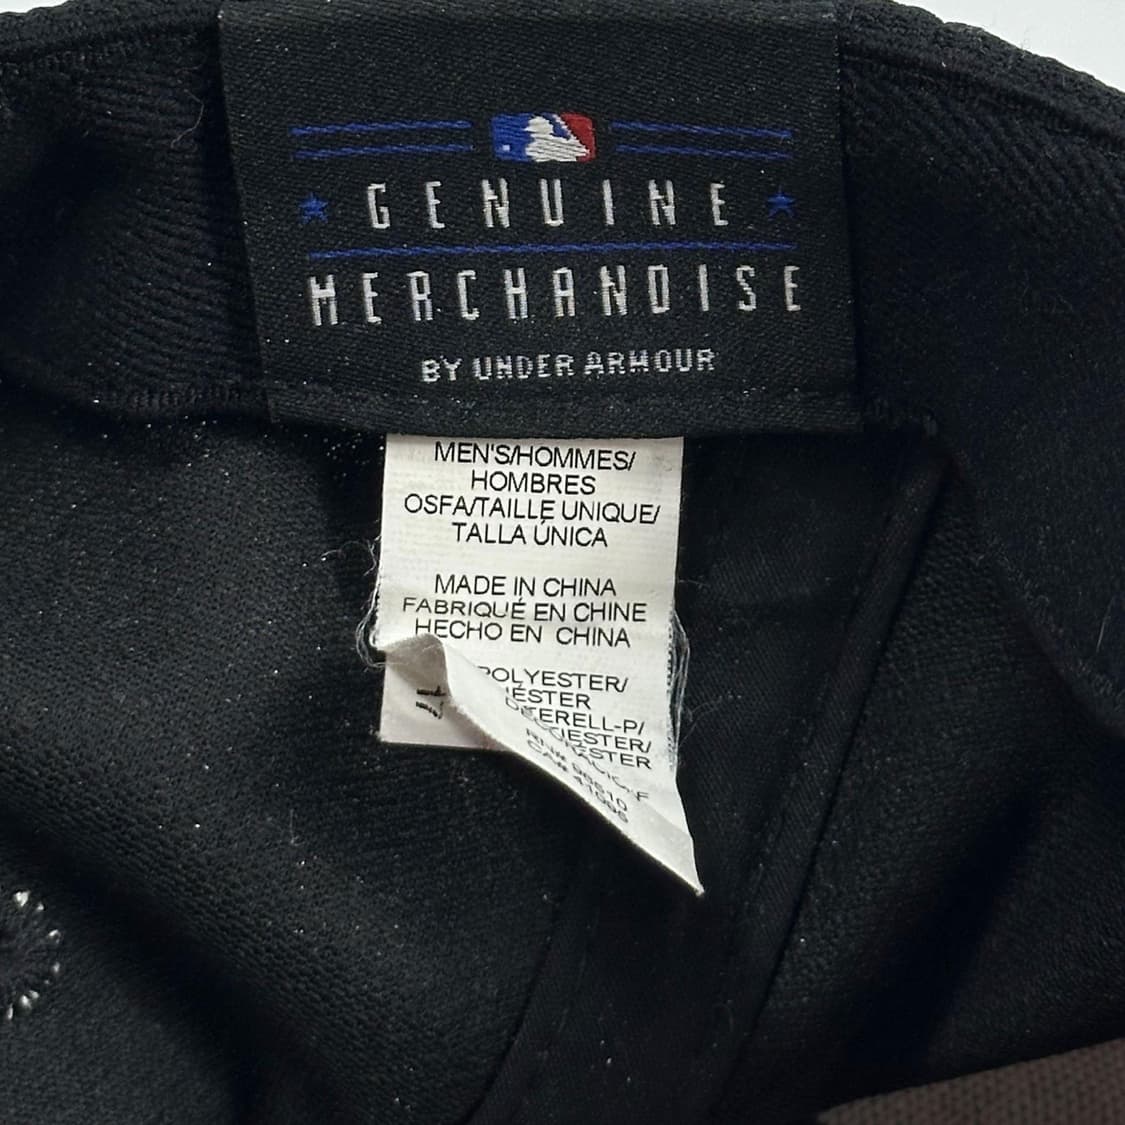 GENUINE
MERCHANDISE
BY UNDER ARMOUR
MEN'S/HOMMES/
HOMBRES
OSFA/TAILLE UNIQUE/
TALLA ÚNICA
MADE IN CHINA
FABRIQUÉ EN CHINE
HECHO EN CHINA
POLYESTER/